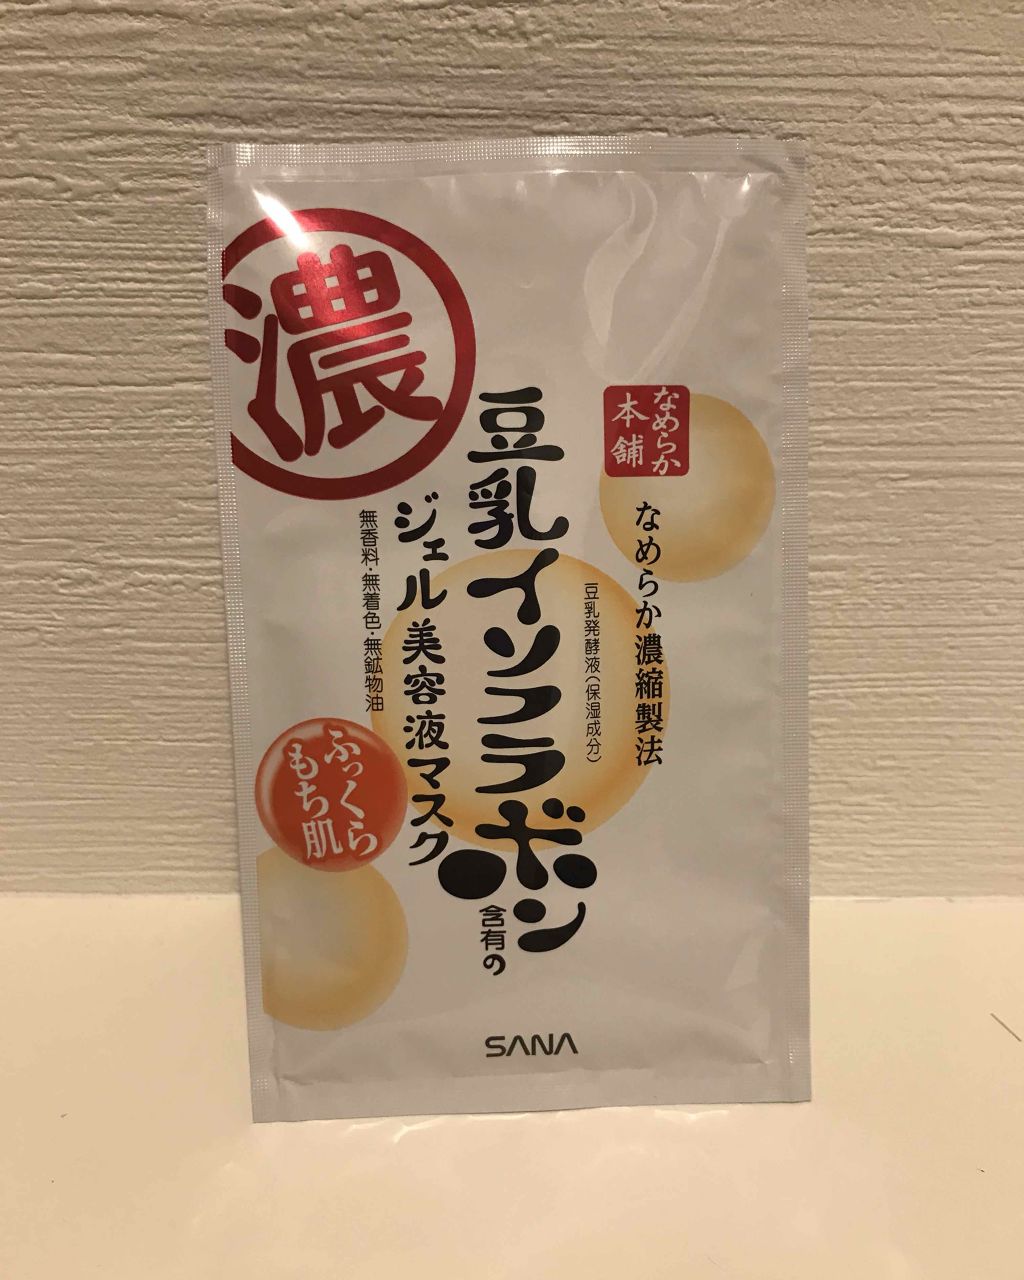 濃
なめらか
本舗
なめらか濃縮製法
豆乳発酵液(保湿成分)
豆乳イソフラボン
含有の
ジェル美容液マスク
無香料・無着色・無鉱物油
ふっくら
もち肌
SANA